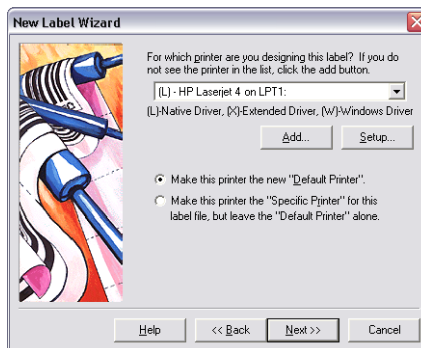 New Label Wizard
For which printer are you designing this label? If you do
not see the printer in the list, click the add button.
(L) - HP Laserjet 4 on LPT1:
(L)-Native Driver, (X)-Extended Driver, (W)-Windows Driver
Add... Setup...
Make this printer the new "Default Printer".
Make this printer the "Specific Printer" for this
label file, but leave the "Default Printer" alone.
Help << Back Next >> Cancel